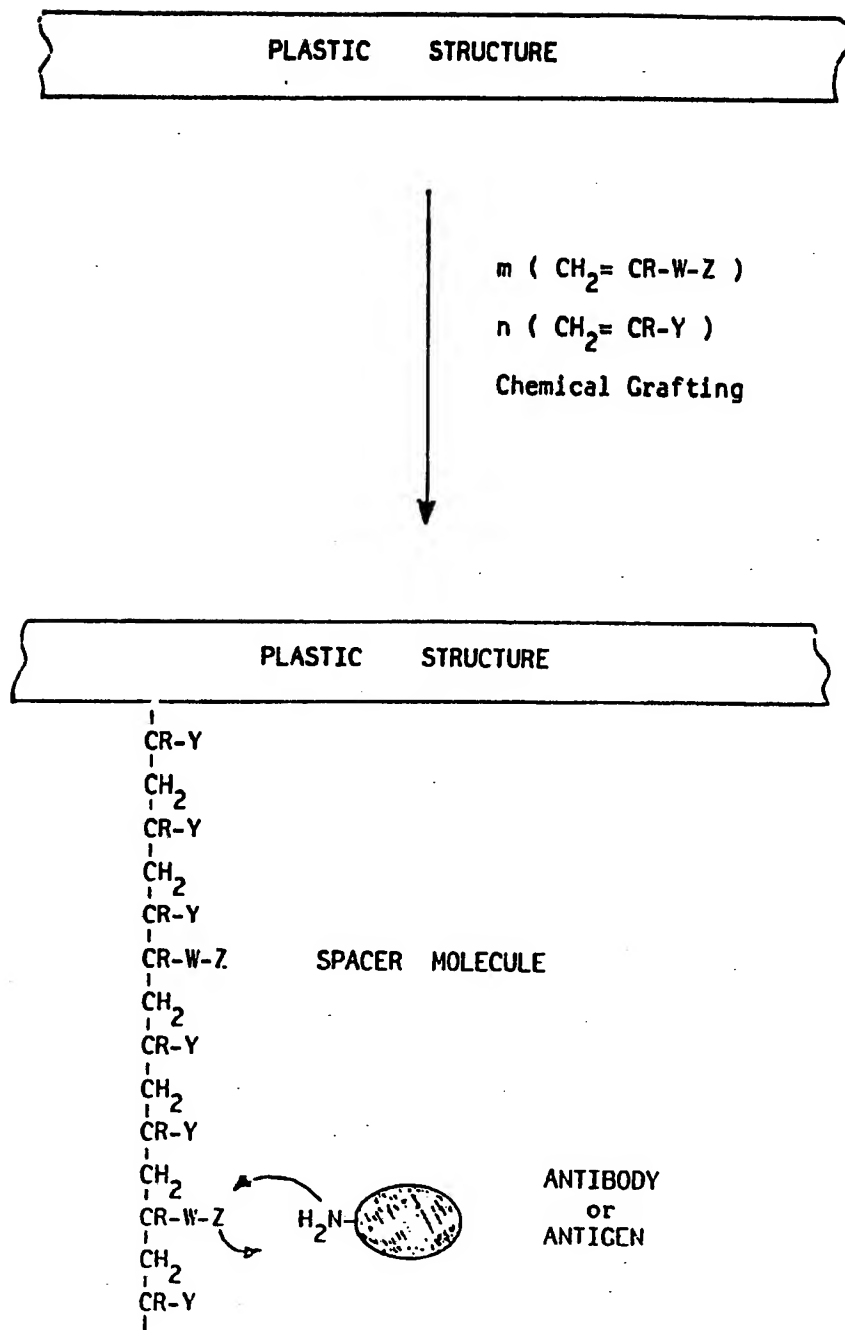 PLASTIC STRUCTURE
m ( CH2= CR-W-Z )
n ( CH2= CR-Y )
Chemical Grafting
PLASTIC STRUCTURE
CR-Y
CH2
CR-Y
CH2
CR-Y
CR-W-Z SPACER MOLECULE
CH2
CR-Y
CH2
CR-Y
CH2
CR-W-Z H2N-
CH2
CR-Y
ANTIBODY
or
ANTIGEN